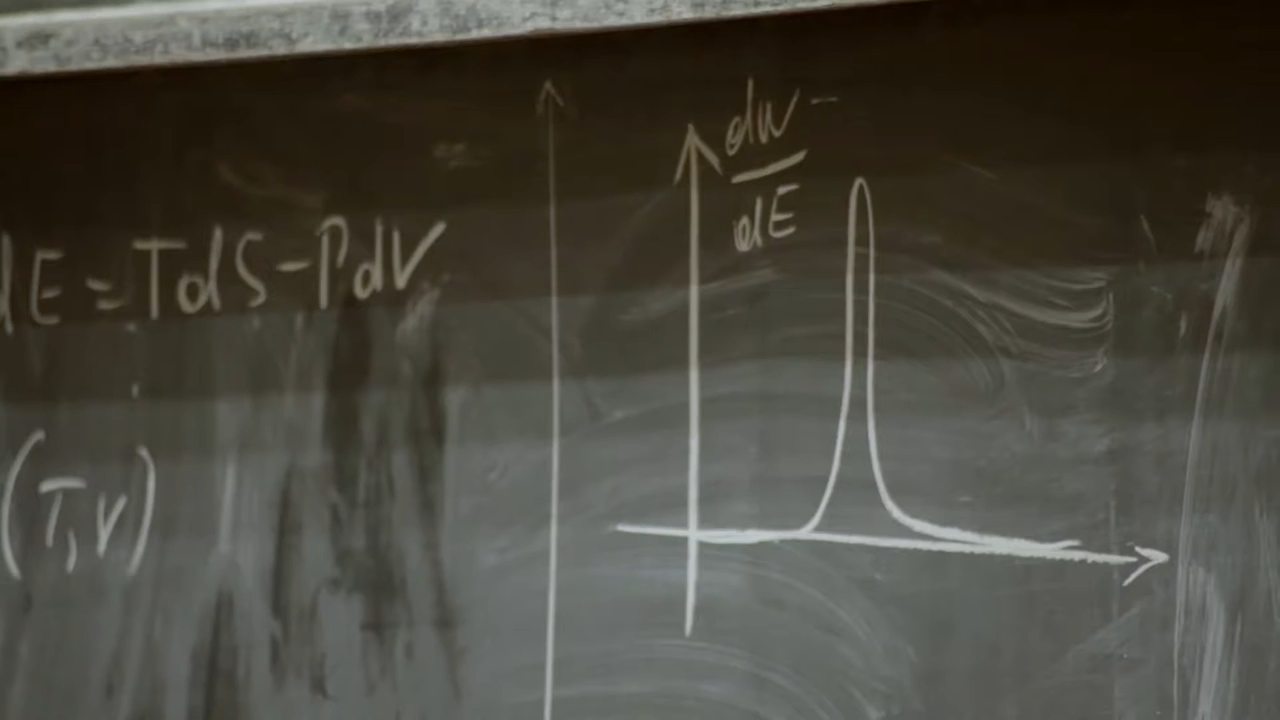 dE = TdS - PdV
(T, V)
dw
dE